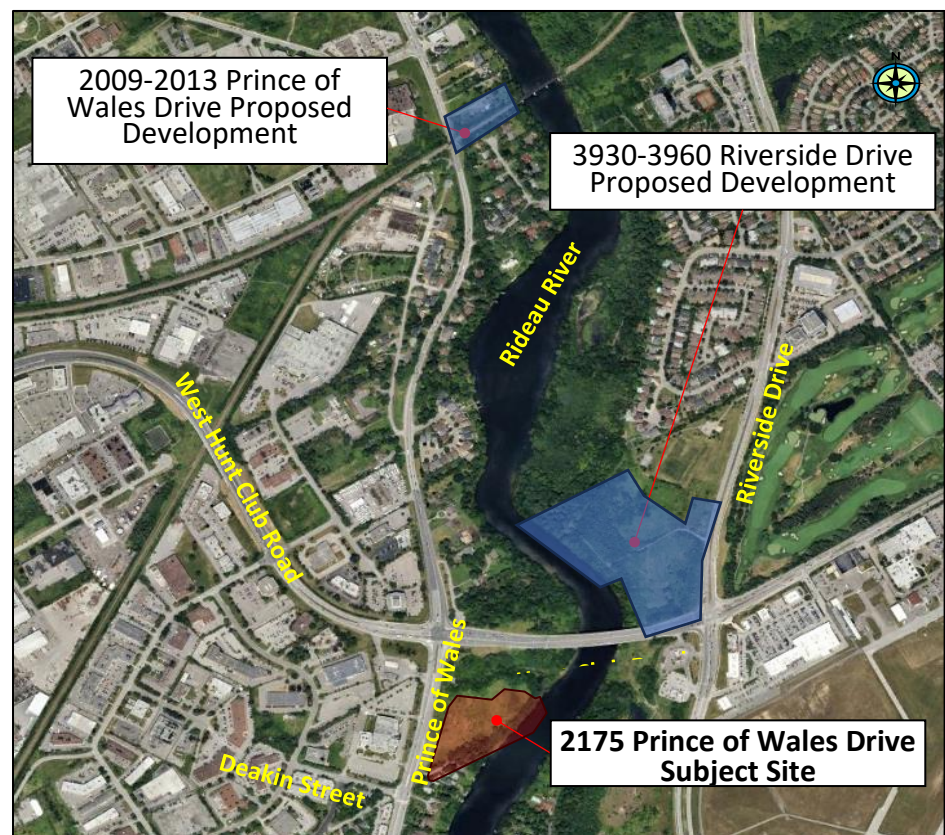 N
2009-2013 Prince of
Wales Drive Proposed
Development
3930-3960 Riverside Drive
Proposed Development
Rideau River
Riverside Drive
West Hunt Club Road
Prince of Wales
Deakin Street
2175 Prince of Wales Drive
Subject Site